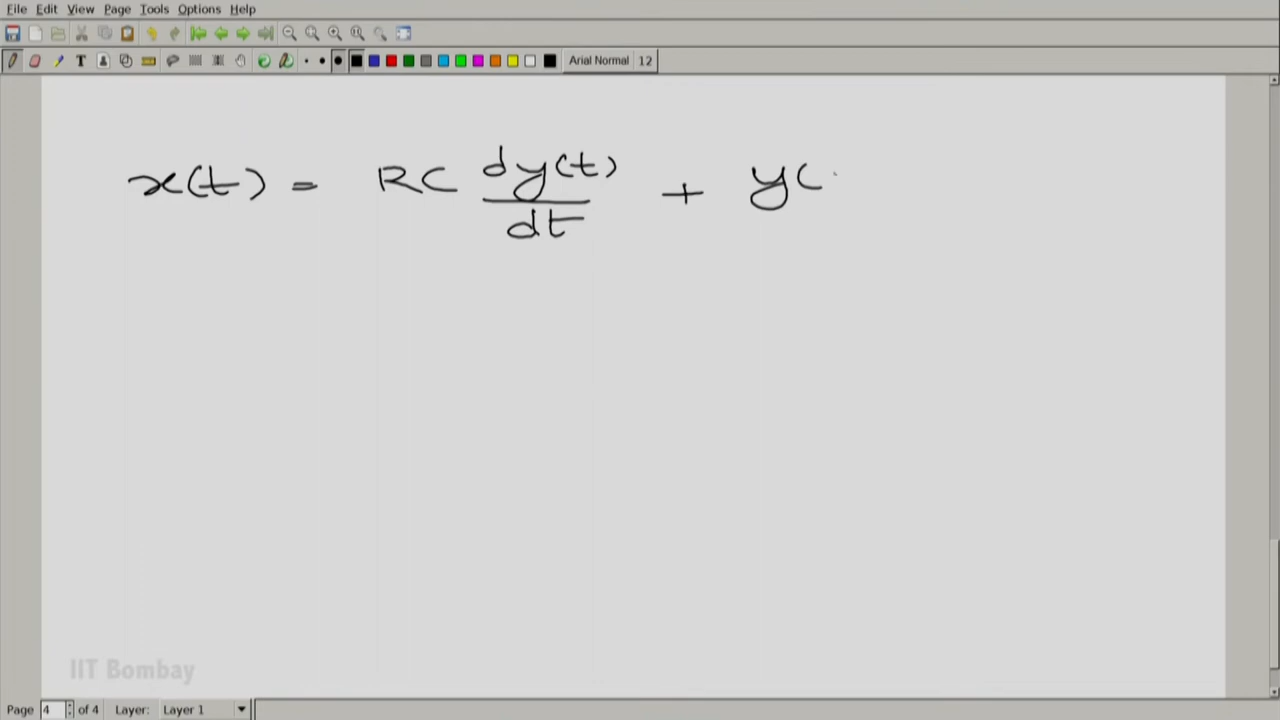 File Edit View Page Tools Options Help
T Arial Normal 12
x(t) = RC dy(t)/dt + y(
IIT Bombay
Page 4 of 4 Layer: Layer 1